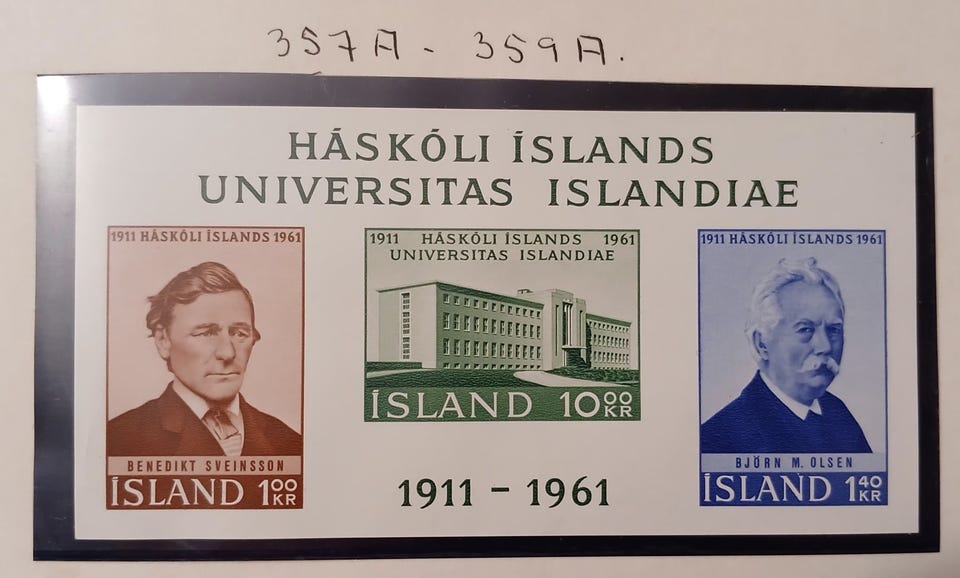 357A - 359A.
HÁSKÓLI ÍSLANDS
UNIVERSITAS ISLANDIAE
1911 HÁSKÓLI ÍSLANDS 1961
BENEDIKT SVEINSSON
ÍSLAND 1 00 KR
1911 HÁSKÓLI ÍSLANDS 1961
UNIVERSITAS ISLANDIAE
ÍSLAND 10 00 KR
1911 HÁSKÓLI ÍSLANDS 1961
BJÖRN M. OLSEN
ÍSLAND 1 40 KR
1911 - 1961